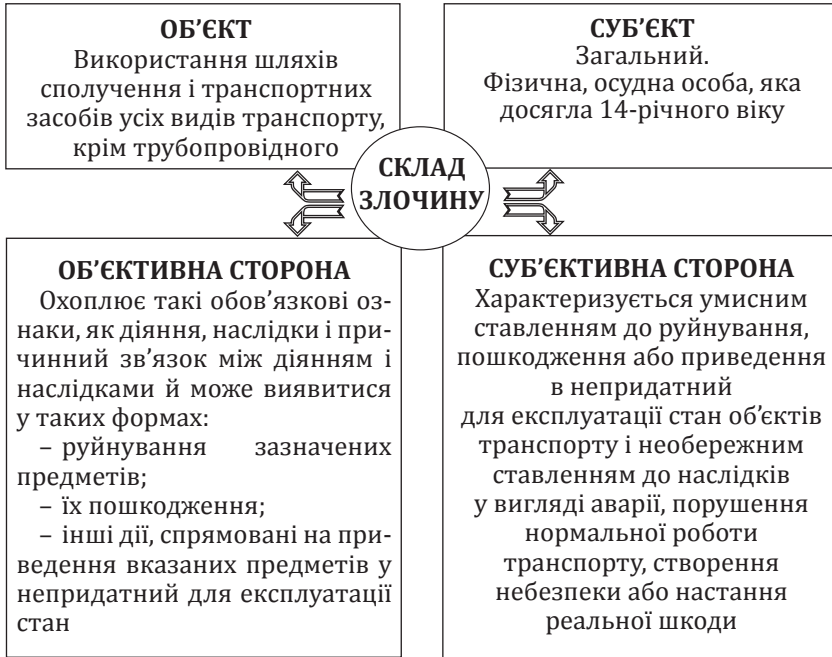 ОБ’ЄКТ
Використання шляхів
сполучення і транспортних
засобів усіх видів транспорту,
крім трубопровідного
СУБ’ЄКТ
Загальний.
Фізична, осудна особа, яка
досягла 14-річного віку
СКЛАД
ЗЛОЧИНУ
ОБ’ЄКТИВНА СТОРОНА
Охоплює такі обов’язкові оз-
наки, як діяння, наслідки і при-
чинний зв’язок між діянням і
наслідками й може виявитися
у таких формах:
– руйнування зазначених
предметів;
– їх пошкодження;
– інші дії, спрямовані на при-
ведення вказаних предметів у
непридатний для експлуатації
стан
СУБ’ЄКТИВНА СТОРОНА
Характеризується умисним
ставленням до руйнування,
пошкодження або приведення
в непридатний
для експлуатації стан об’єктів
транспорту і необережним
ставленням до наслідків
у вигляді аварії, порушення
нормальної роботи
транспорту, створення
небезпеки або настання
реальної шкоди